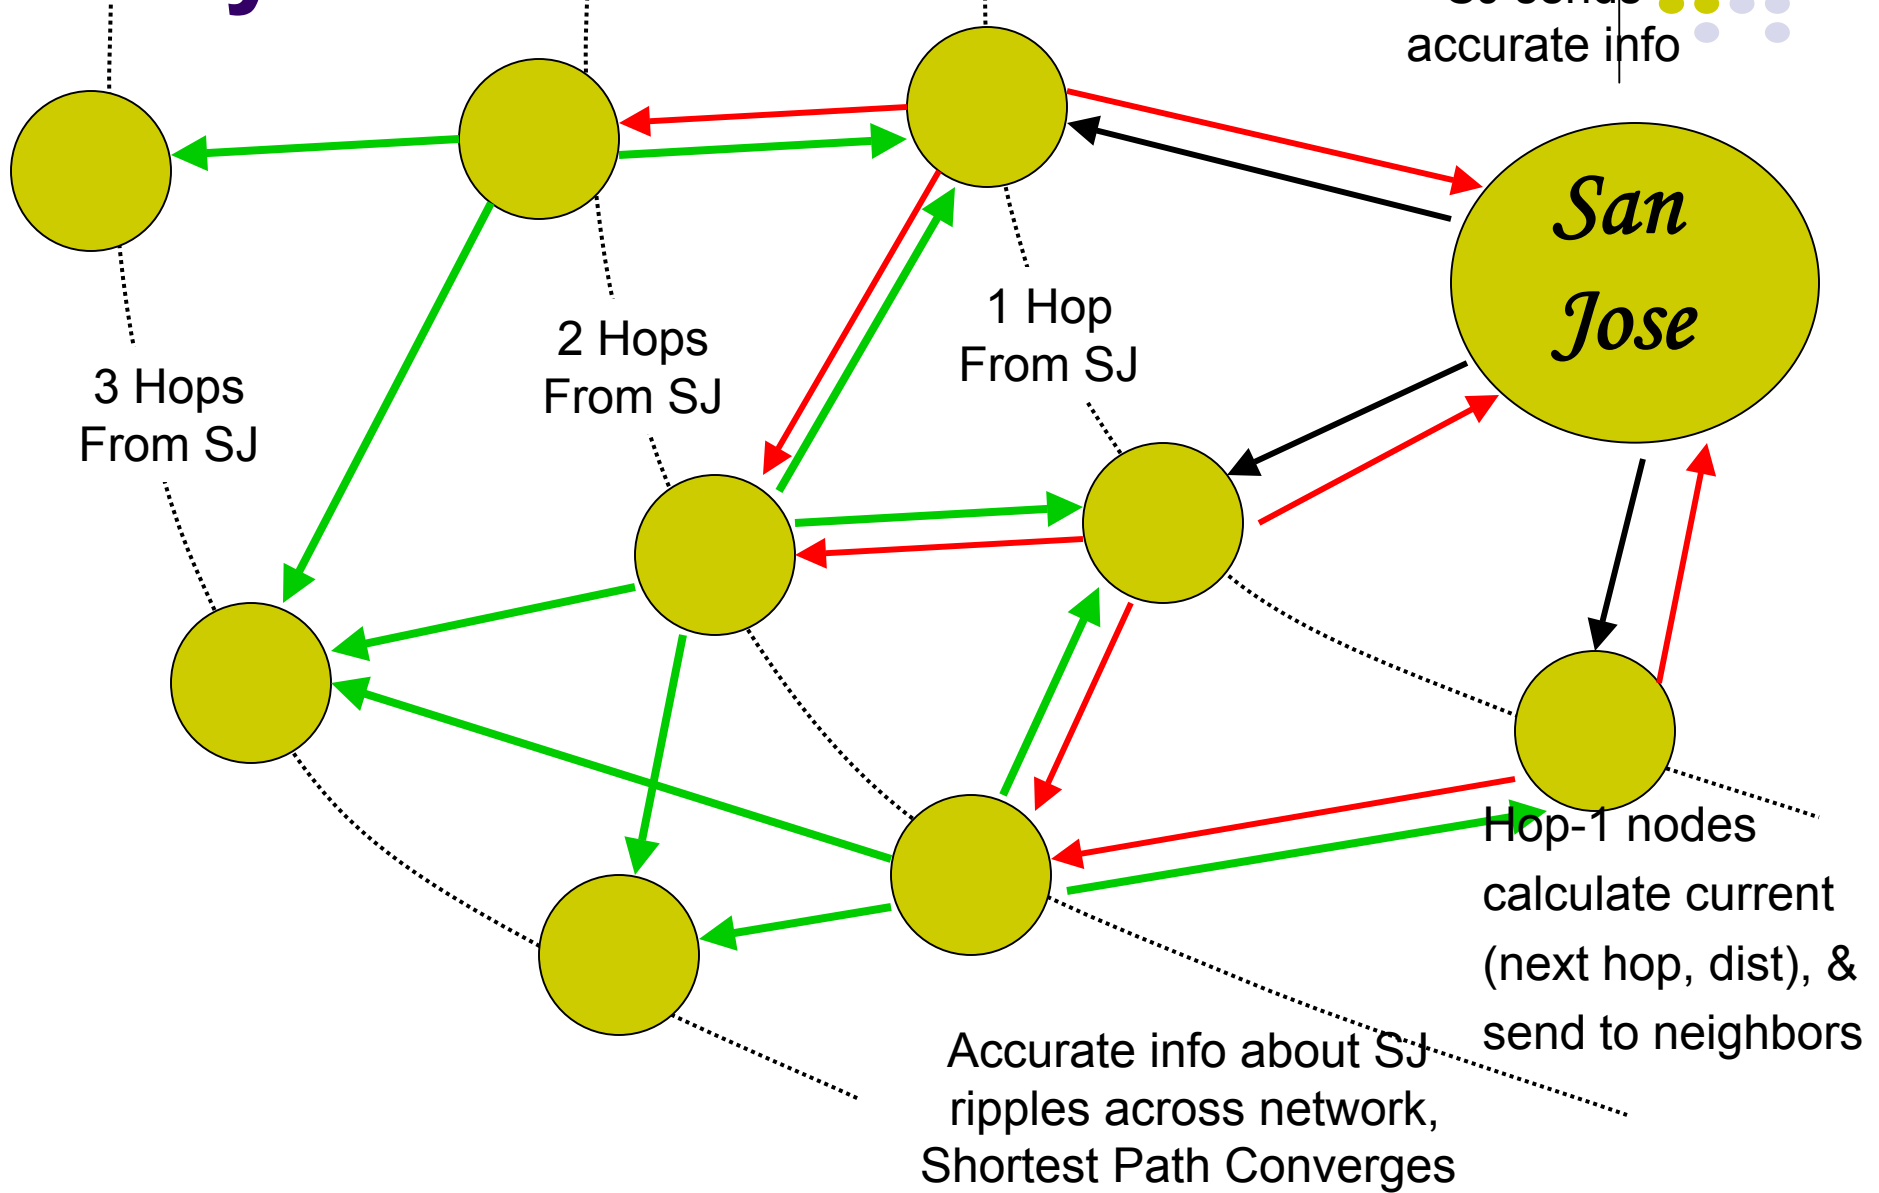 accurate info
San
Jose
1 Hop
From SJ
2 Hops
From SJ
3 Hops
From SJ
Hop-1 nodes
calculate current
(next hop, dist), &
send to neighbors
Accurate info about SJ
ripples across network,
Shortest Path Converges